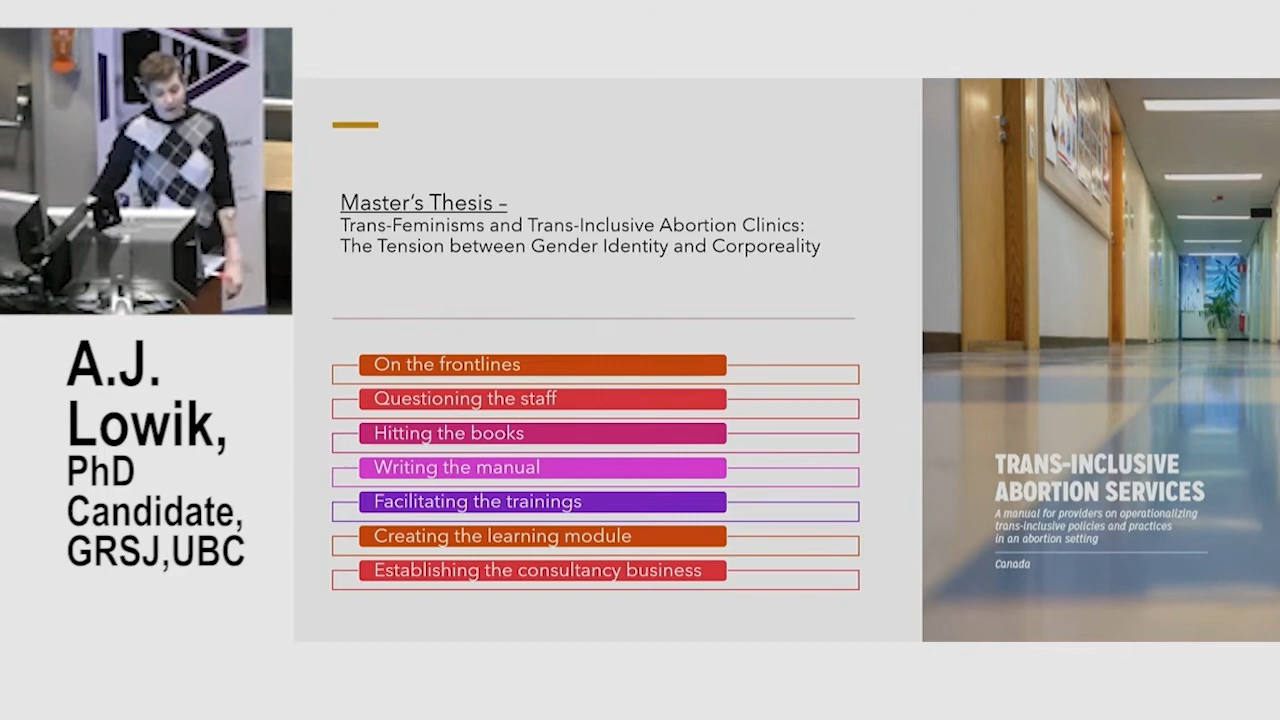 A.J.
Lowik,
PhD
Candidate,
GRSJ,UBC
Master's Thesis –
Trans-Feminisms and Trans-Inclusive Abortion Clinics:
The Tension between Gender Identity and Corporeality
On the frontlines
Questioning the staff
Hitting the books
Writing the manual
Facilitating the trainings
Creating the learning module
Establishing the consultancy business
TRANS-INCLUSIVE
ABORTION SERVICES
A manual for providers on operationalizing
trans-inclusive policies and practices
in an abortion setting
Canada